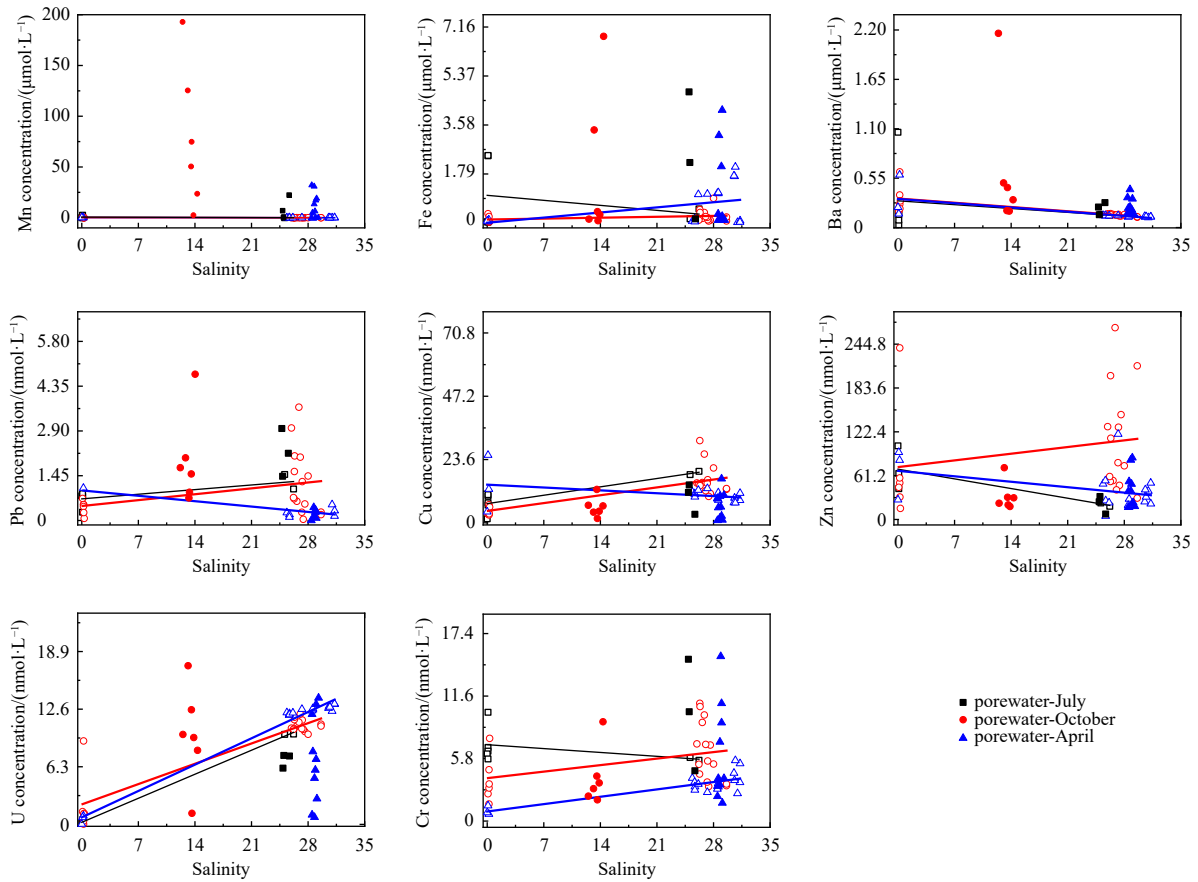 Mn concentration/(μmol·L⁻¹)
200
150
100
50
0
0 7 14 21 28 35
Salinity
Fe concentration/(μmol·L⁻¹)
7.16
5.37
3.58
1.79
0
0 7 14 21 28 35
Salinity
Ba concentration/(μmol·L⁻¹)
2.20
1.65
1.10
0.55
0
0 7 14 21 28 35
Salinity
Pb concentration/(nmol·L⁻¹)
5.80
4.35
2.90
1.45
0
0 7 14 21 28 35
Salinity
Cu concentration/(nmol·L⁻¹)
70.8
47.2
23.6
0
0 7 14 21 28 35
Salinity
Zn concentration/(nmol·L⁻¹)
244.8
183.6
122.4
61.2
0
0 7 14 21 28 35
Salinity
U concentration/(nmol·L⁻¹)
18.9
12.6
6.3
0
0 7 14 21 28 35
Salinity
Cr concentration/(nmol·L⁻¹)
17.4
11.6
5.8
0
0 7 14 21 28 35
Salinity
porewater-July
porewater-October
porewater-April